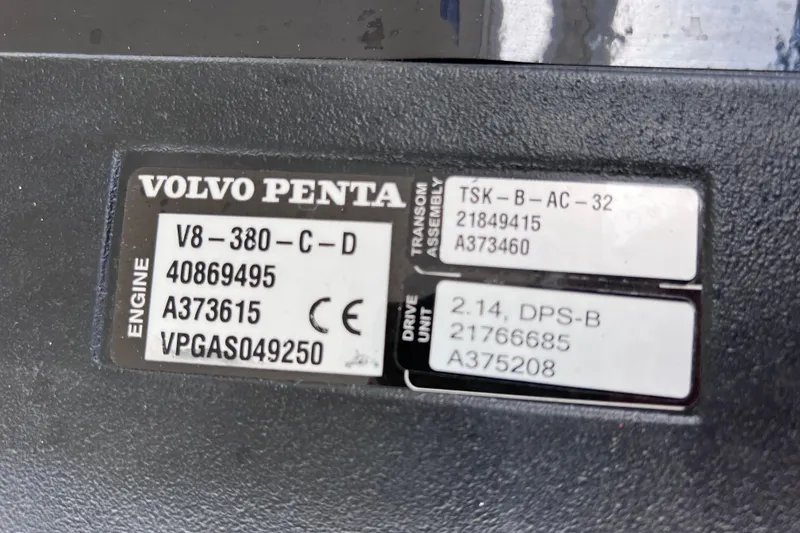 VOLVO PENTA
ENGINE
V8-380-C-D
40869495
A373615
CE
VPGAS049250
TRANSOM
ASSEMBLY
TSK-B-AC-32
21849415
A373460
DRIVE
UNIT
2.14, DPS-B
21766685
A375208